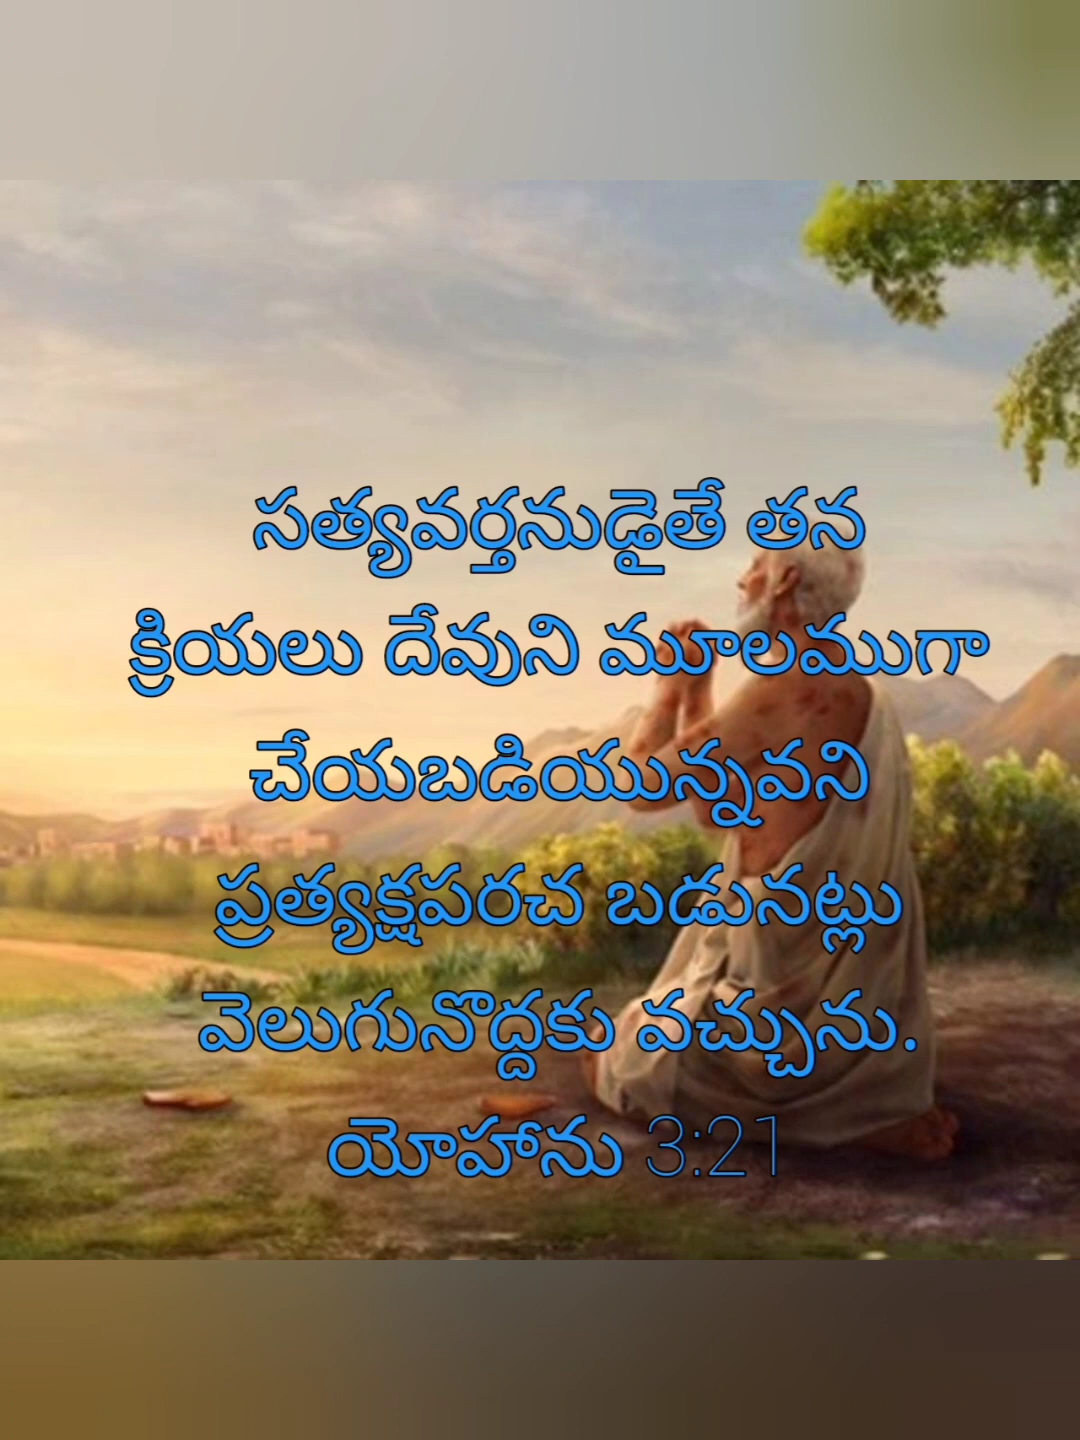 సత్యవర్తనుడైతే తన
క్రియలు దేవుని మూలముగా
చేయబడియున్నవని
ప్రత్యక్షపరచ బడునట్లు
వెలుగునొద్దకు వచ్చును.
యోహాను 3:21